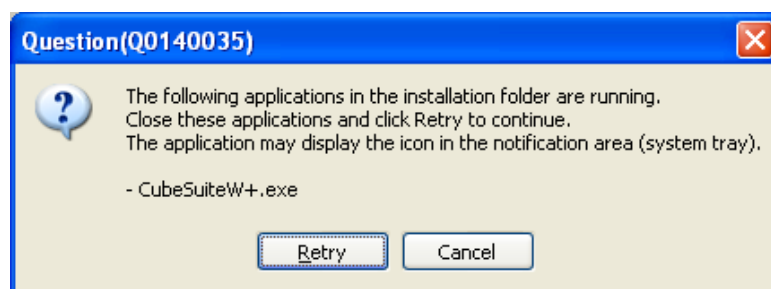 Question(Q0140035)
The following applications in the installation folder are running.
Close these applications and click Retry to continue.
The application may display the icon in the notification area (system tray).
- CubeSuiteW+.exe
Retry
Cancel